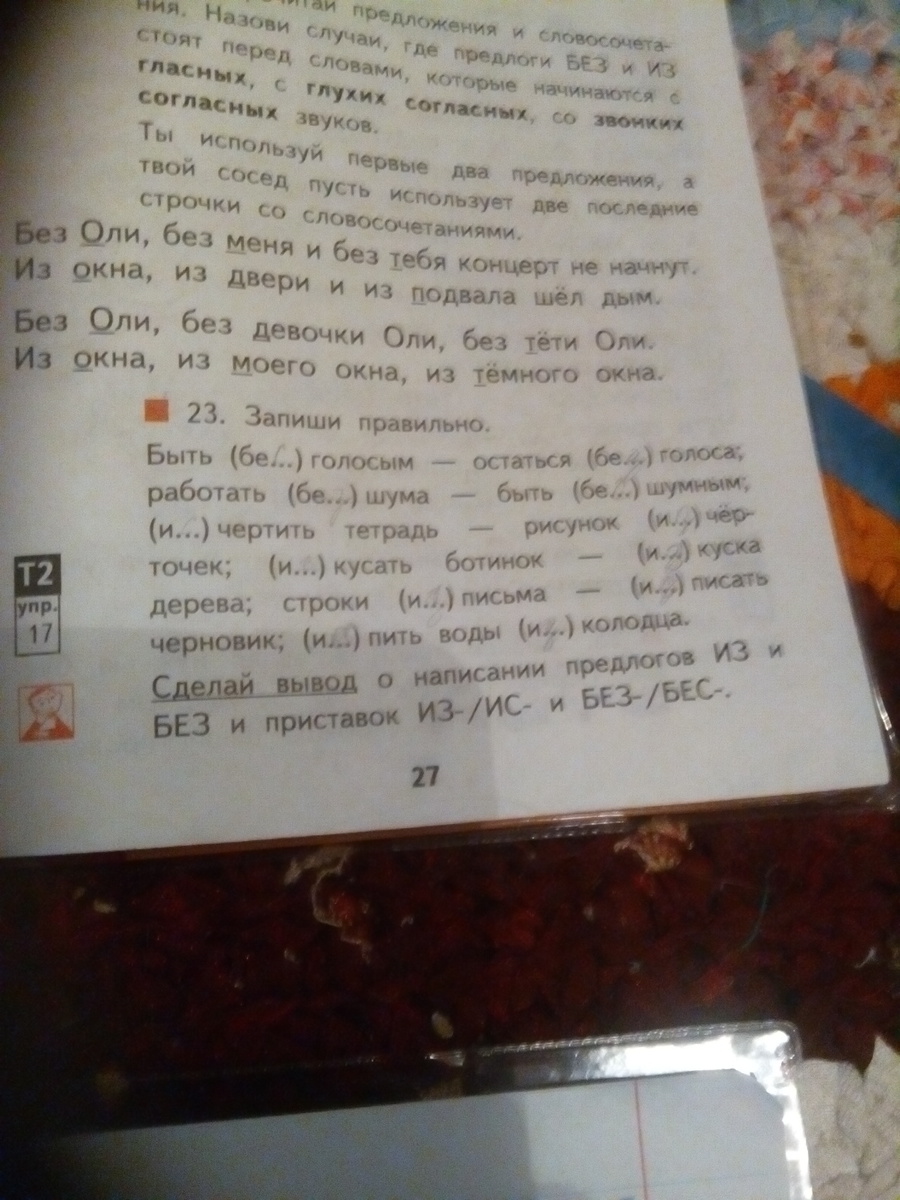 читай предложения и словосочета-
ния. Назови случаи, где предлоги БЕЗ и ИЗ
стоят перед словами, которые начинаются с
гласных, с глухих согласных, со звонких
согласных звуков.
Ты используй первые два предложения, а
твой сосед пусть использует две последние
строчки со словосочетаниями.
Без Оли, без меня и без тебя концерт не начнут.
Из окна, из двери и из подвала шёл дым.
Без Оли, без девочки Оли, без тёти Оли.
Из окна, из моего окна, из тёмного окна.
23. Запиши правильно.
Быть (бе...) голосым — остаться (бе...) голоса;
работать (бе...) шума — быть (бе...) шумным;
(и...) чертить тетрадь — рисунок (и...) чёр-
точек; (и...) кусать ботинок — (и...) куска
дерева; строки (и...) письма — (и...) писать
черновик; (и...) пить воды (и...) колодца.
Т2
упр.
17
Сделай вывод о написании предлогов ИЗ и
БЕЗ и приставок ИЗ-/ИС- и БЕЗ-/БЕС-.
27